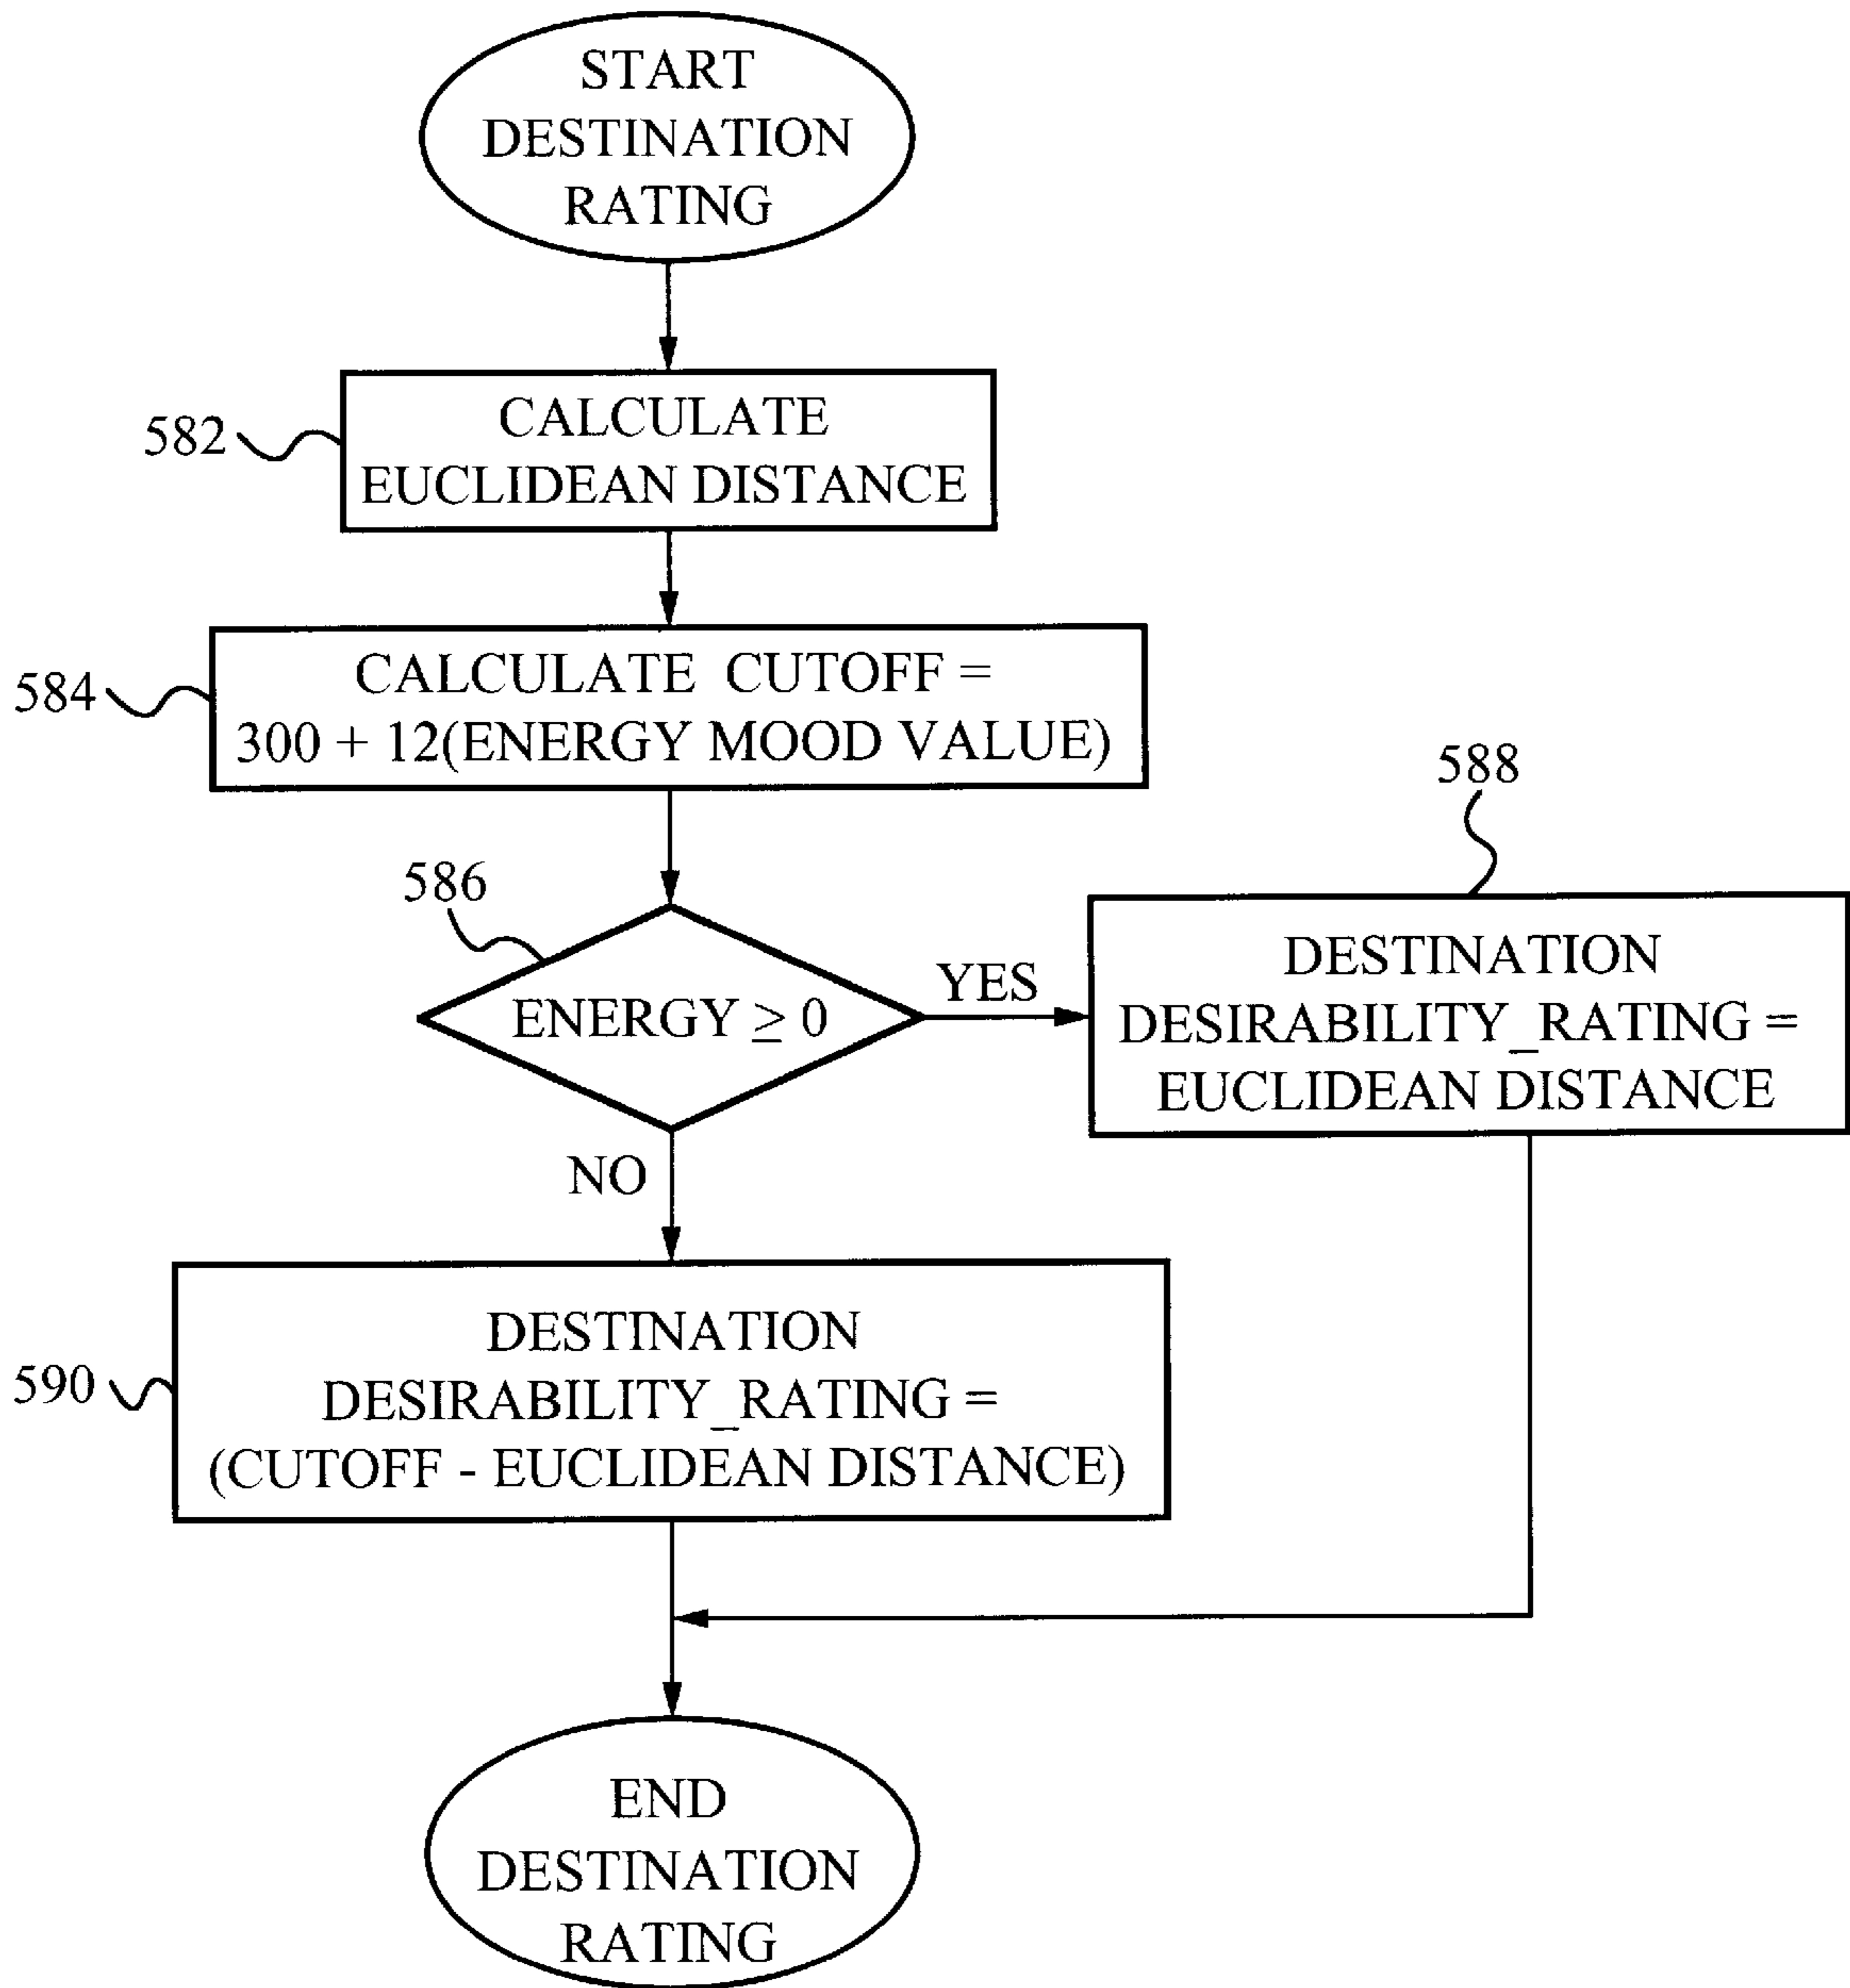 START
DESTINATION
RATING
582
CALCULATE
EUCLIDEAN DISTANCE
584
CALCULATE CUTOFF =
300 + 12(ENERGY MOOD VALUE)
586
ENERGY ≥ 0
YES
588
DESTINATION
DESIRABILITY_RATING =
EUCLIDEAN DISTANCE
NO
590
DESTINATION
DESIRABILITY_RATING =
(CUTOFF - EUCLIDEAN DISTANCE)
END
DESTINATION
RATING